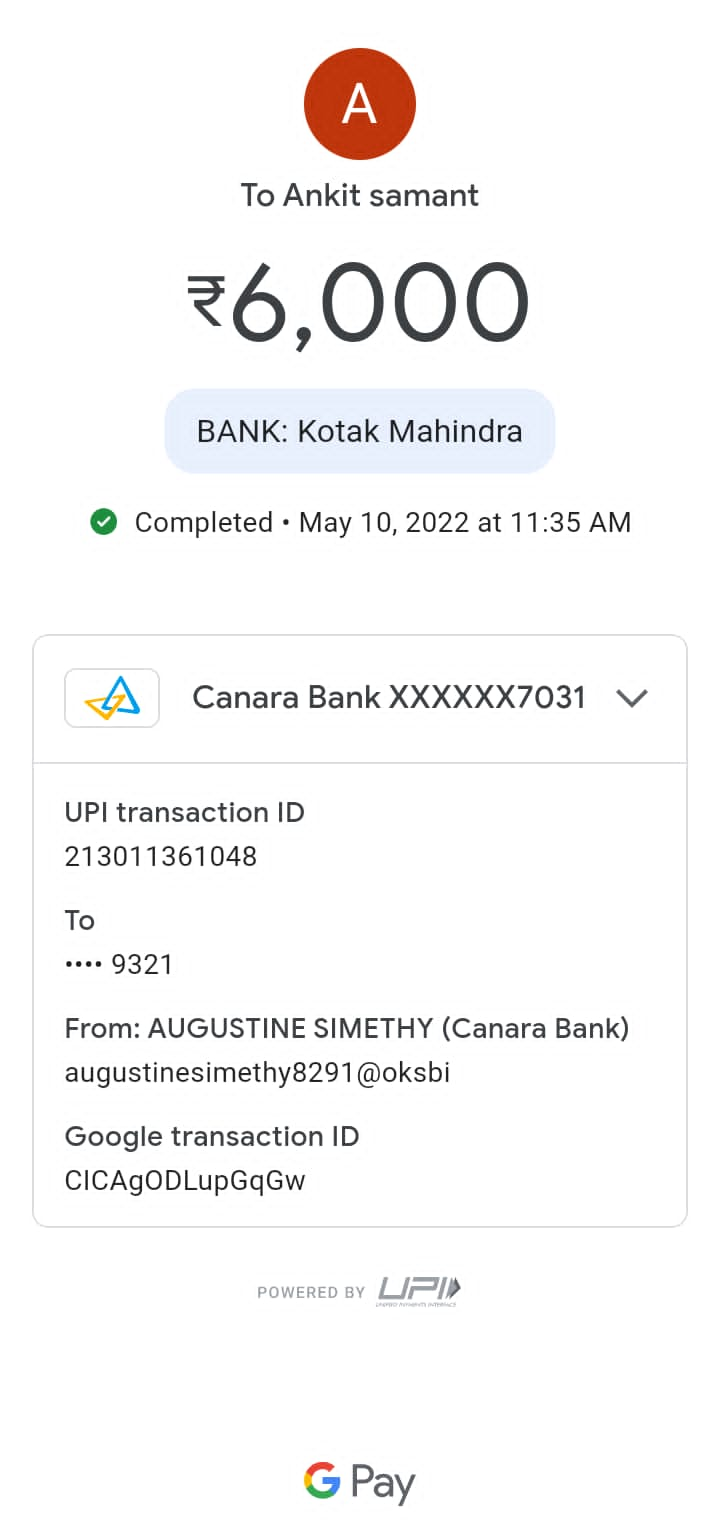 A
To Ankit samant
₹6,000
BANK: Kotak Mahindra
Completed • May 10, 2022 at 11:35 AM
Canara Bank XXXXXX7031
UPI transaction ID
213011361048
To
•••• 9321
From: AUGUSTINE SIMETHY (Canara Bank)
augustinesimethy8291@oksbi
Google transaction ID
CICAgODLupGqGw
POWERED BY UPI
UNIFIED PAYMENTS INTERFACE
G Pay